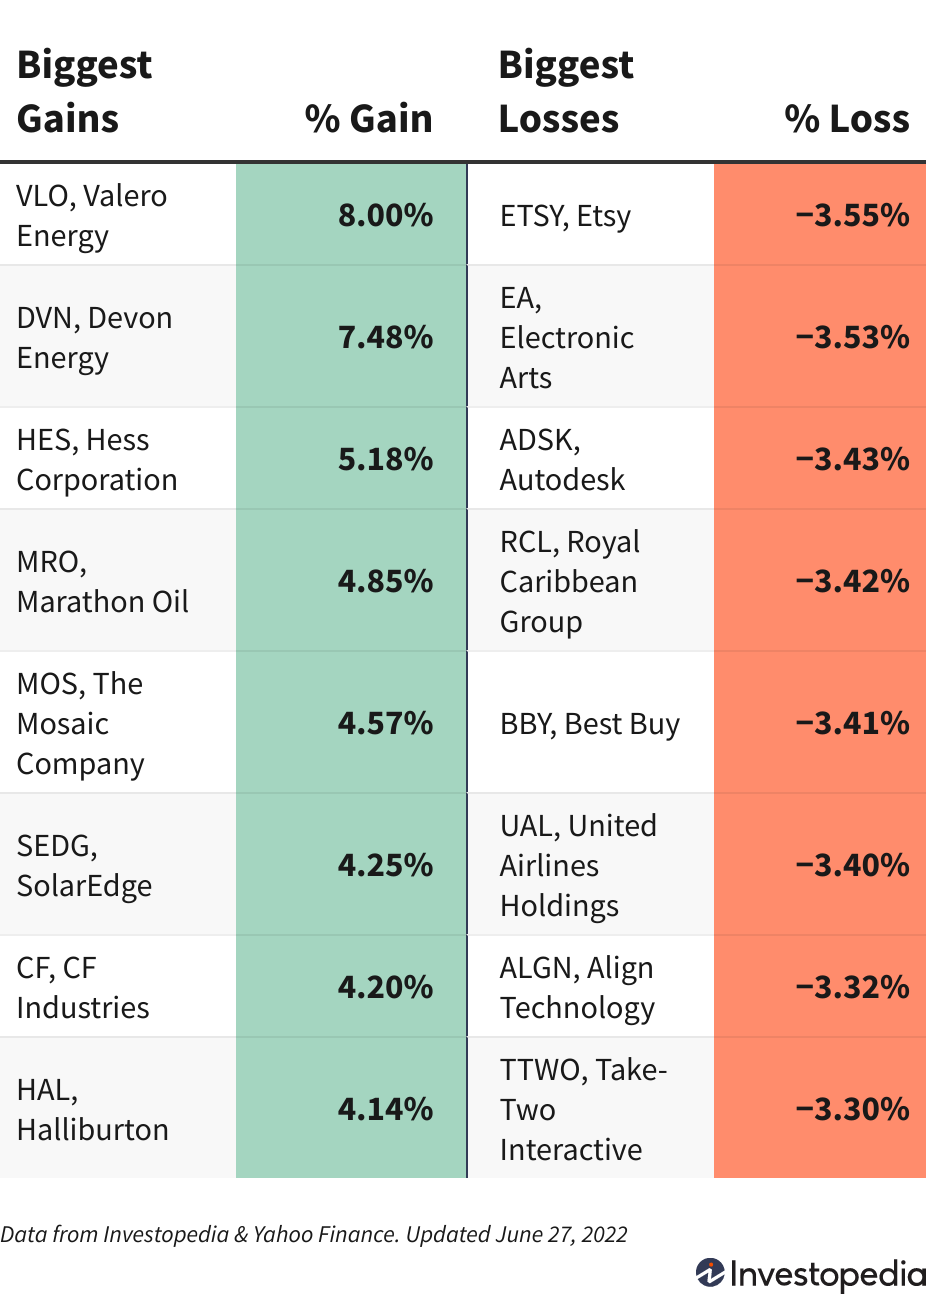 Biggest
Gains
% Gain
Biggest
Losses
% Loss
VLO, Valero
Energy
8.00%
ETSY, Etsy
−3.55%
DVN, Devon
Energy
7.48%
EA,
Electronic
Arts
−3.53%
HES, Hess
Corporation
5.18%
ADSK,
Autodesk
−3.43%
MRO,
Marathon Oil
4.85%
RCL, Royal
Caribbean
Group
−3.42%
MOS, The
Mosaic
Company
4.57%
BBY, Best Buy
−3.41%
SEDG,
SolarEdge
4.25%
UAL, United
Airlines
Holdings
−3.40%
CF, CF
Industries
4.20%
ALGN, Align
Technology
−3.32%
HAL,
Halliburton
4.14%
TTWO, Take-
Two
Interactive
−3.30%
Data from Investopedia & Yahoo Finance. Updated June 27, 2022
Investopedia